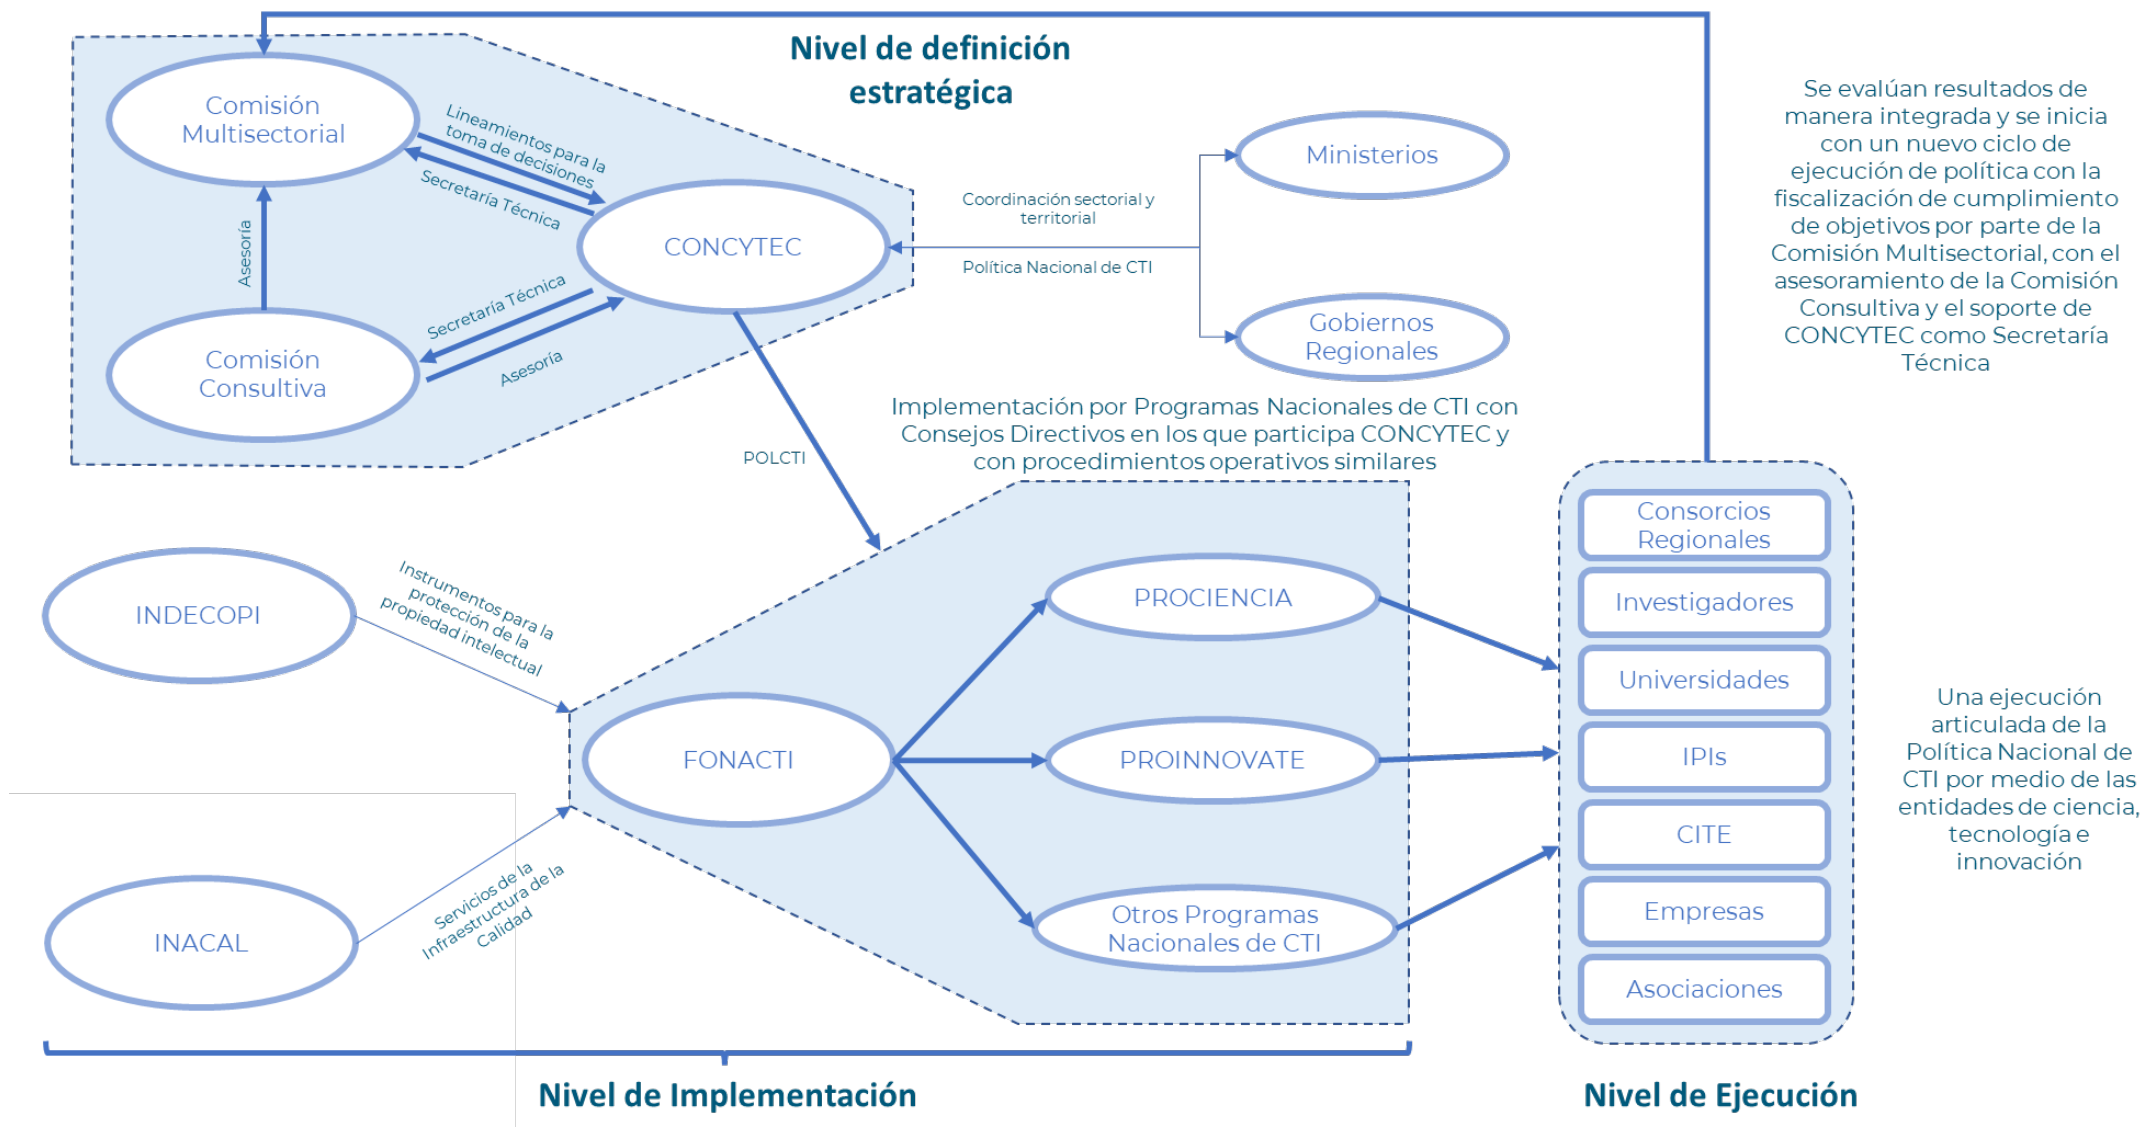 Nivel de definición
estratégica
Comisión
Multisectorial
Lineamientos para la
toma de decisiones
Secretaría Técnica
Asesoría
CONCYTEC
Secretaría Técnica
Asesoría
Comisión
Consultiva
Coordinación sectorial y
territorial
Política Nacional de CTI
Ministerios
Gobiernos
Regionales
Se evalúan resultados de
manera integrada y se inicia
con un nuevo ciclo de
ejecución de política con la
fiscalización de cumplimiento
de objetivos por parte de la
Comisión Multisectorial, con el
asesoramiento de la Comisión
Consultiva y el soporte de
CONCYTEC como Secretaría
Técnica
POLCTI
Implementación por Programas Nacionales de CTI con
Consejos Directivos en los que participa CONCYTEC y
con procedimientos operativos similares
INDECOPI
Instrumentos para la
protección de la
propiedad intelectual
INACAL
Servicios de la
Infraestructura de la
Calidad
FONACTI
PROCIENCIA
PROINNOVATE
Otros Programas
Nacionales de CTI
Consorcios
Regionales
Investigadores
Universidades
IPIs
CITE
Empresas
Asociaciones
Una ejecución
articulada de la
Política Nacional de
CTI por medio de las
entidades de ciencia,
tecnología e
innovación
Nivel de Implementación
Nivel de Ejecución